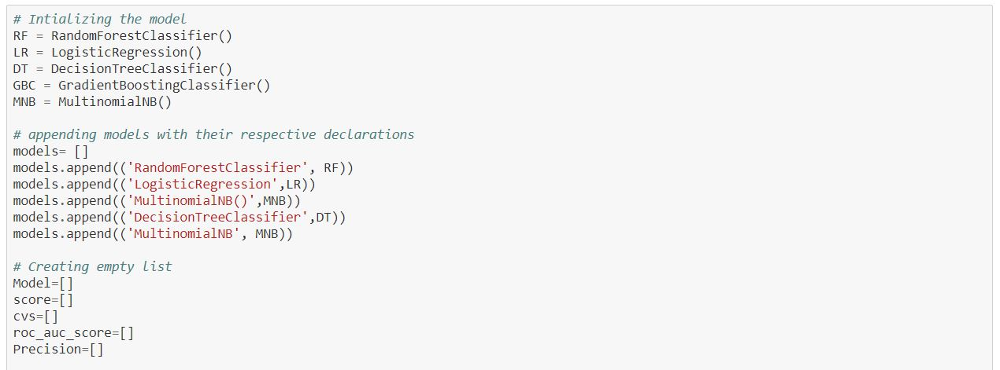 # Intializing the model
RF = RandomForestClassifier()
LR = LogisticRegression()
DT = DecisionTreeClassifier()
GBC = GradientBoostingClassifier()
MNB = MultinomialNB()
# appending models with their respective declarations
models= []
models.append(('RandomForestClassifier', RF))
models.append(('LogisticRegression',LR))
models.append(('MultinomialNB()',MNB))
models.append(('DecisionTreeClassifier',DT))
models.append(('MultinomialNB', MNB))
# Creating empty list
Model=[]
score=[]
cvs=[]
roc_auc_score=[]
Precision=[]